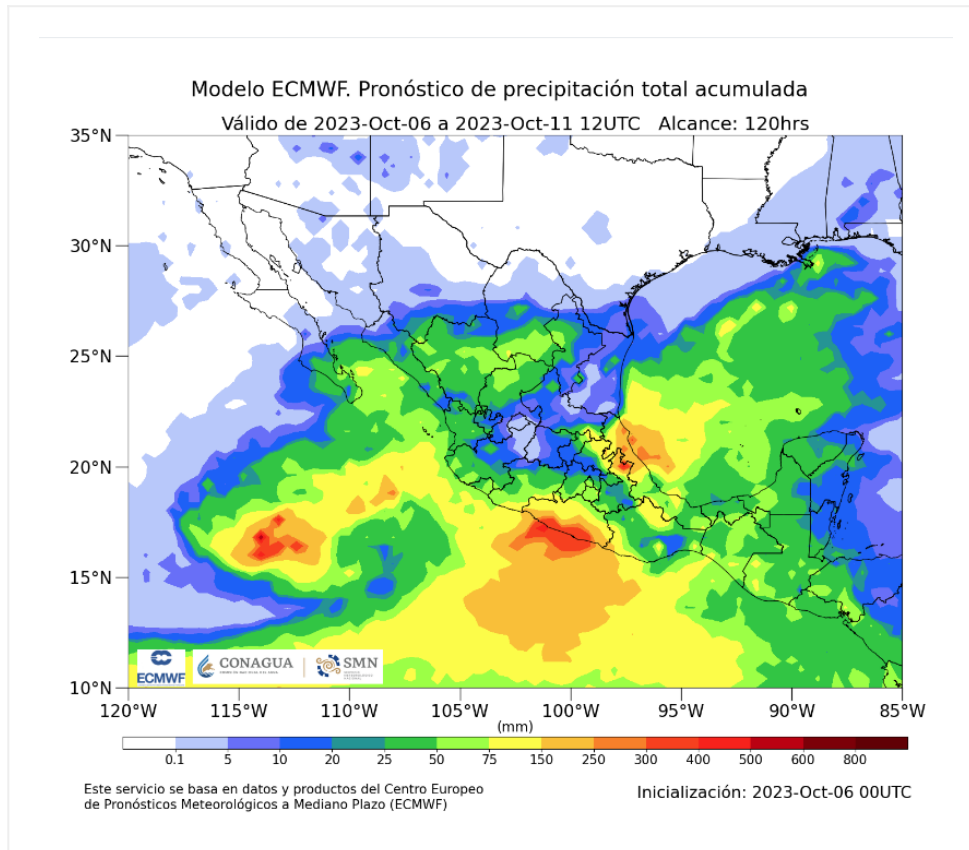 Modelo ECMWF. Pronóstico de precipitación total acumulada
Válido de 2023-Oct-06 a 2023-Oct-11 12UTC Alcance: 120hrs
35°N
30°N
25°N
20°N
15°N
10°N
ECMWF
CONAGUA
SMN
120°W 115°W 110°W 105°W 100°W 95°W 90°W 85°W
(mm)
0.1 5 10 20 25 50 75 150 250 300 400 500 600 800
Este servicio se basa en datos y productos del Centro Europeo
de Pronósticos Meteorológicos a Mediano Plazo (ECMWF)
Inicialización: 2023-Oct-06 00UTC